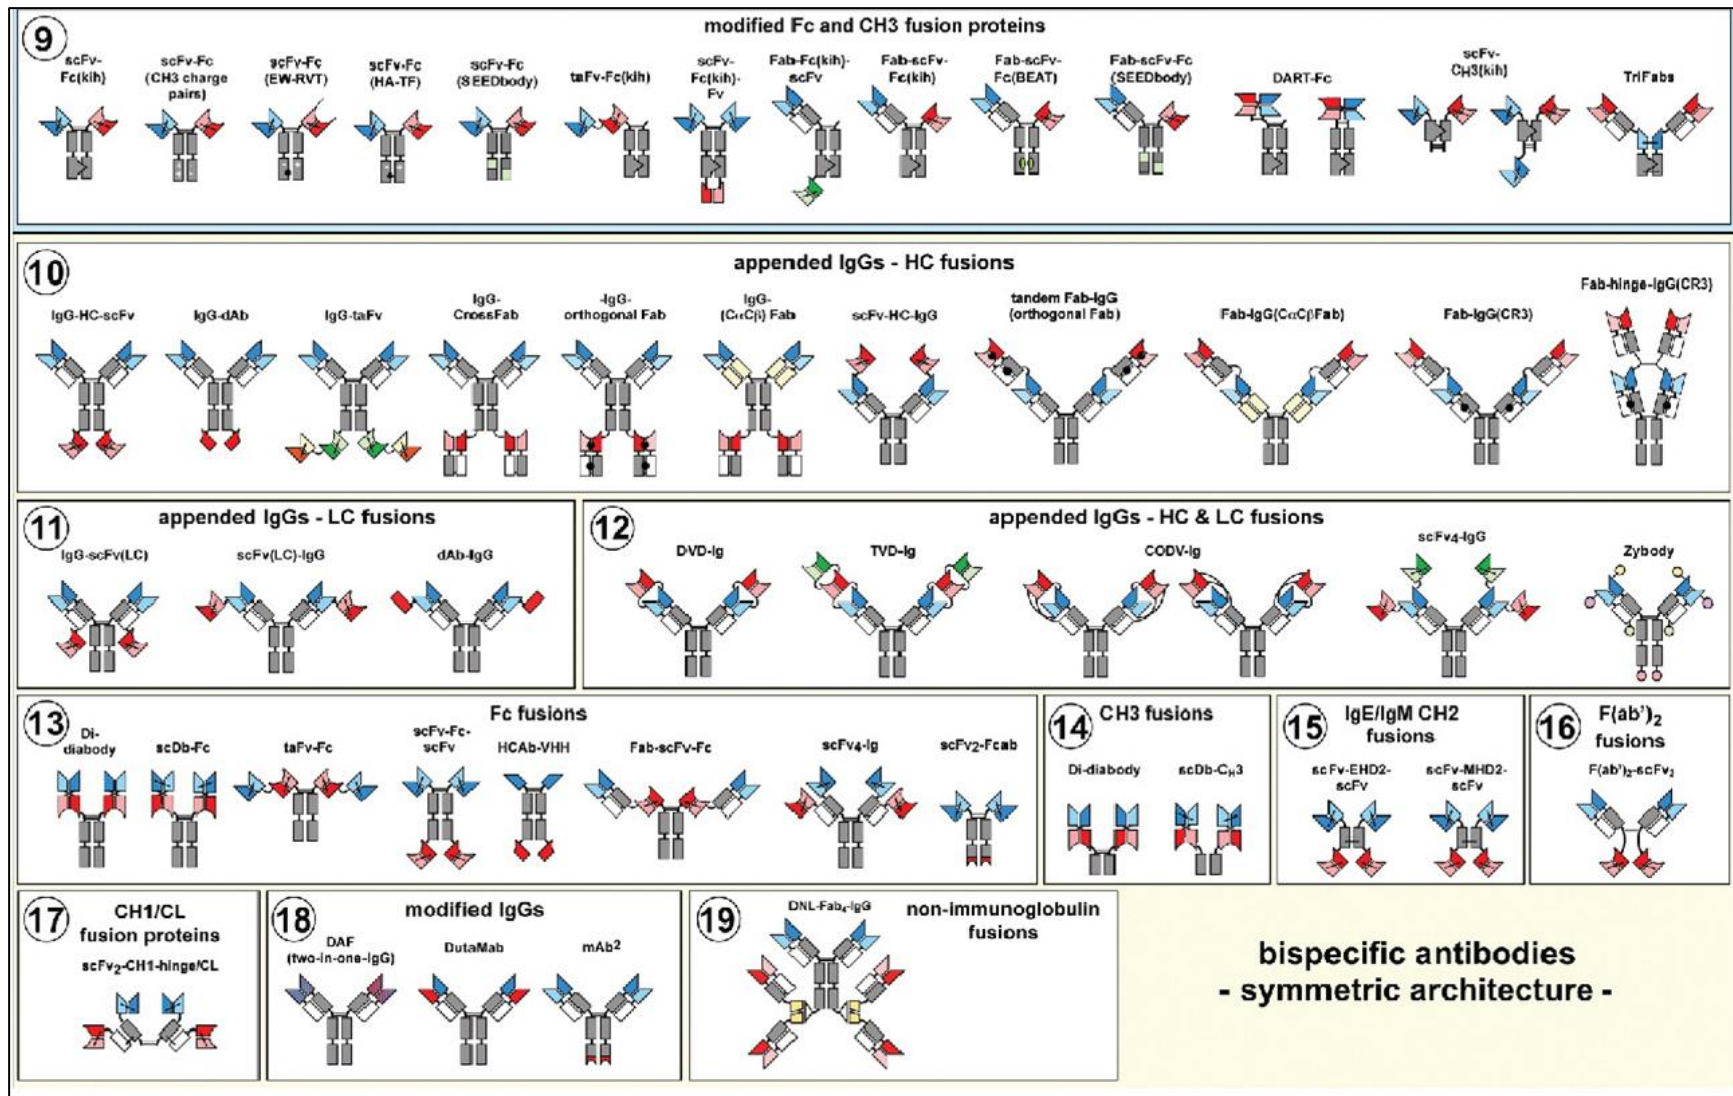 9
modified Fc and CH3 fusion proteins
scFv-
Fc(kih)
scFv-Fc
(CH3 charge
pairs)
scFv-Fc
(EW-RVT)
scFv-Fc
(HA-TF)
scFv-Fc
(SEEDbody)
taFv-Fc(kih)
scFv-
Fc(kih)-
Fv
Fab-Fc(kih)-
scFv
Fab-scFv-
Fc(kih)
Fab-scFv-
Fc(BEAT)
Fab-scFv-Fc
(SEEDbody)
DART-Fc
scFv-
CH3(kih)
TriFabs
10
appended IgGs - HC fusions
IgG-HC-scFv
IgG-dAb
IgG-taFv
IgG-
CrossFab
-IgG-
orthogonal Fab
IgG-
(CαCβ) Fab
scFv-HC-IgG
tandem Fab-IgG
(orthogonal Fab)
Fab-IgG(CαCβFab)
Fab-IgG(CR3)
Fab-hinge-IgG(CR3)
11
appended IgGs - LC fusions
IgG-scFv(LC)
scFv(LC)-IgG
dAb-IgG
12
appended IgGs - HC & LC fusions
DVD-Ig
TVD-Ig
CODV-Ig
scFv4-IgG
Zybody
13
Fc fusions
Di-
diabody
scDb-Fc
taFv-Fc
scFv-Fc-
scFv
HCAb-VHH
Fab-scFv-Fc
scFv4-Ig
scFv2-Fcab
14
CH3 fusions
Di-diabody
scDb-CH3
15
IgE/IgM CH2
fusions
scFv-EHD2-
scFv
scFv-MHD2-
scFv
16
F(ab')2
fusions
F(ab')2-scFv2
17
CH1/CL
fusion proteins
scFv2-CH1-hinge/CL
18
modified IgGs
DAF
(two-in-one-IgG)
DutaMab
mAb2
19
DNL-Fab4-IgG
non-immunoglobulin
fusions
bispecific antibodies
- symmetric architecture -